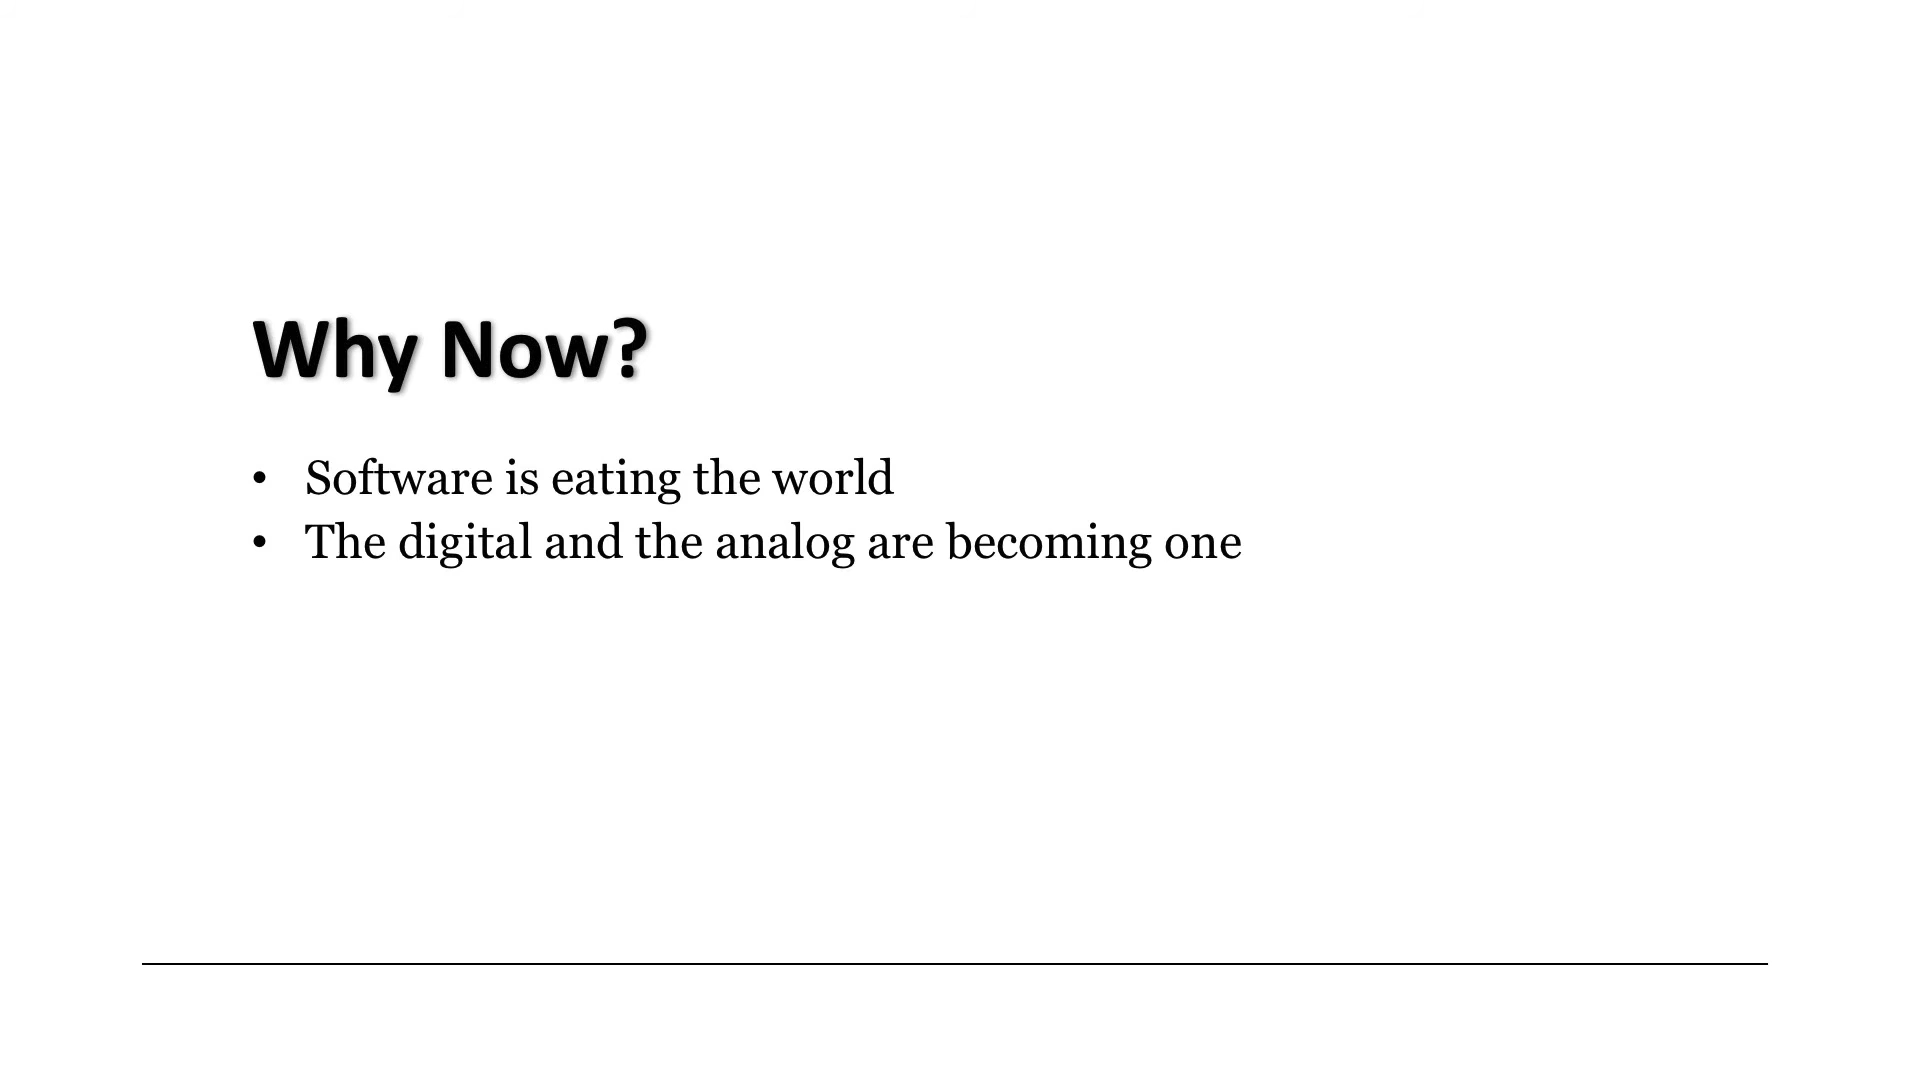 Why Now?
• Software is eating the world
• The digital and the analog are becoming one